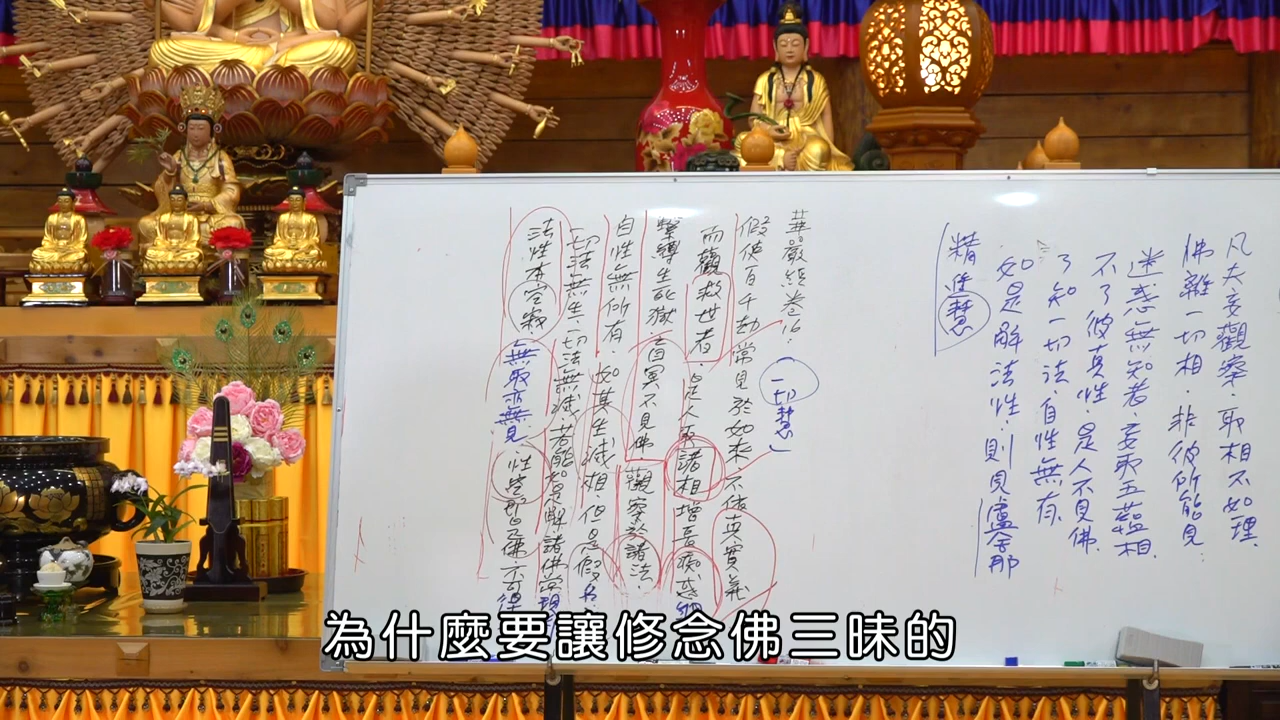 凡夫妄觀察,取相不如理,
佛離一切相,非彼所能見.
迷惑無知者,妄取五蘊相.
不了彼真性,是人不見佛.
了知一切法,自性無有.
如是解法性,則見盧舍那
精進慧
華嚴經卷16:
(一切慧)
假使百千劫常見於如來 不依真實義
而觀救世者.是人取諸相增長癡惑網
繫縛生死獄 盲冥不見佛 觀察於諸法.
自性無所有.如其生滅相.但是假名.
一切法無生一切法無滅.若能如是解諸佛常現
法性本空寂 無取亦無見 性空即是佛不可得
為什麼要讓修念佛三昧的